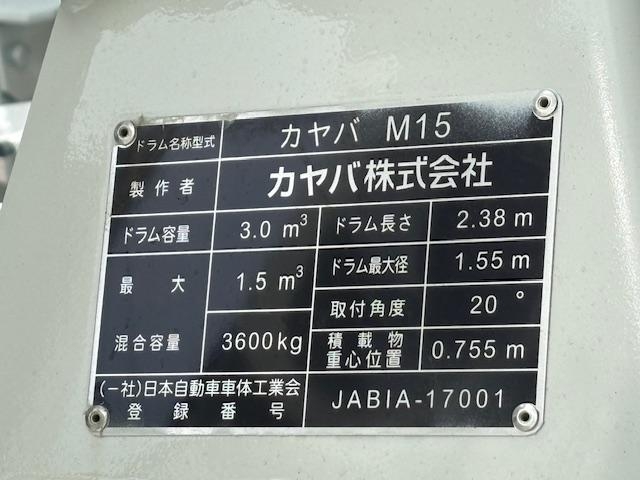 ドラム名称型式 カヤバ M15
製作者 カヤバ株式会社
ドラム容量 3.0 m³ ドラム長さ 2.38 m
最大 1.5 m³ ドラム最大径 1.55 m
取付角度 20°
混合容量 3600kg 積載物 0.755 m
重心位置
(一社)日本自動車車体工業会 JABIA-17001
登録番号